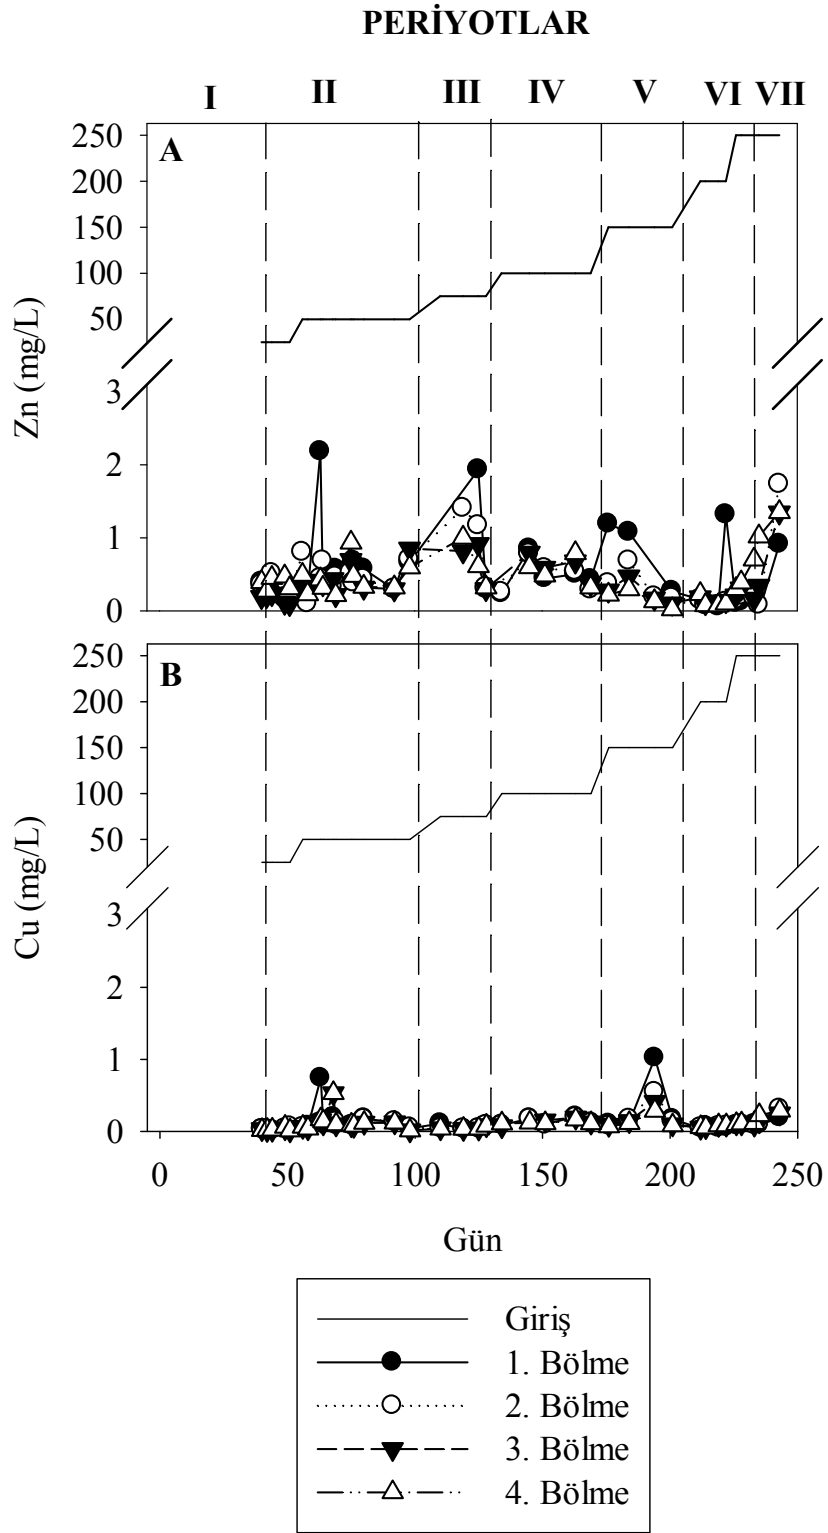 PERİYOTLAR
I II III IV V VI VII
A
250
200
150
100
50
3
2
1
0
Zn (mg/L)
B
250
200
150
100
50
3
2
1
0
Cu (mg/L)
0 50 100 150 200 250
Gün
Giriş
1. Bölme
2. Bölme
3. Bölme
4. Bölme